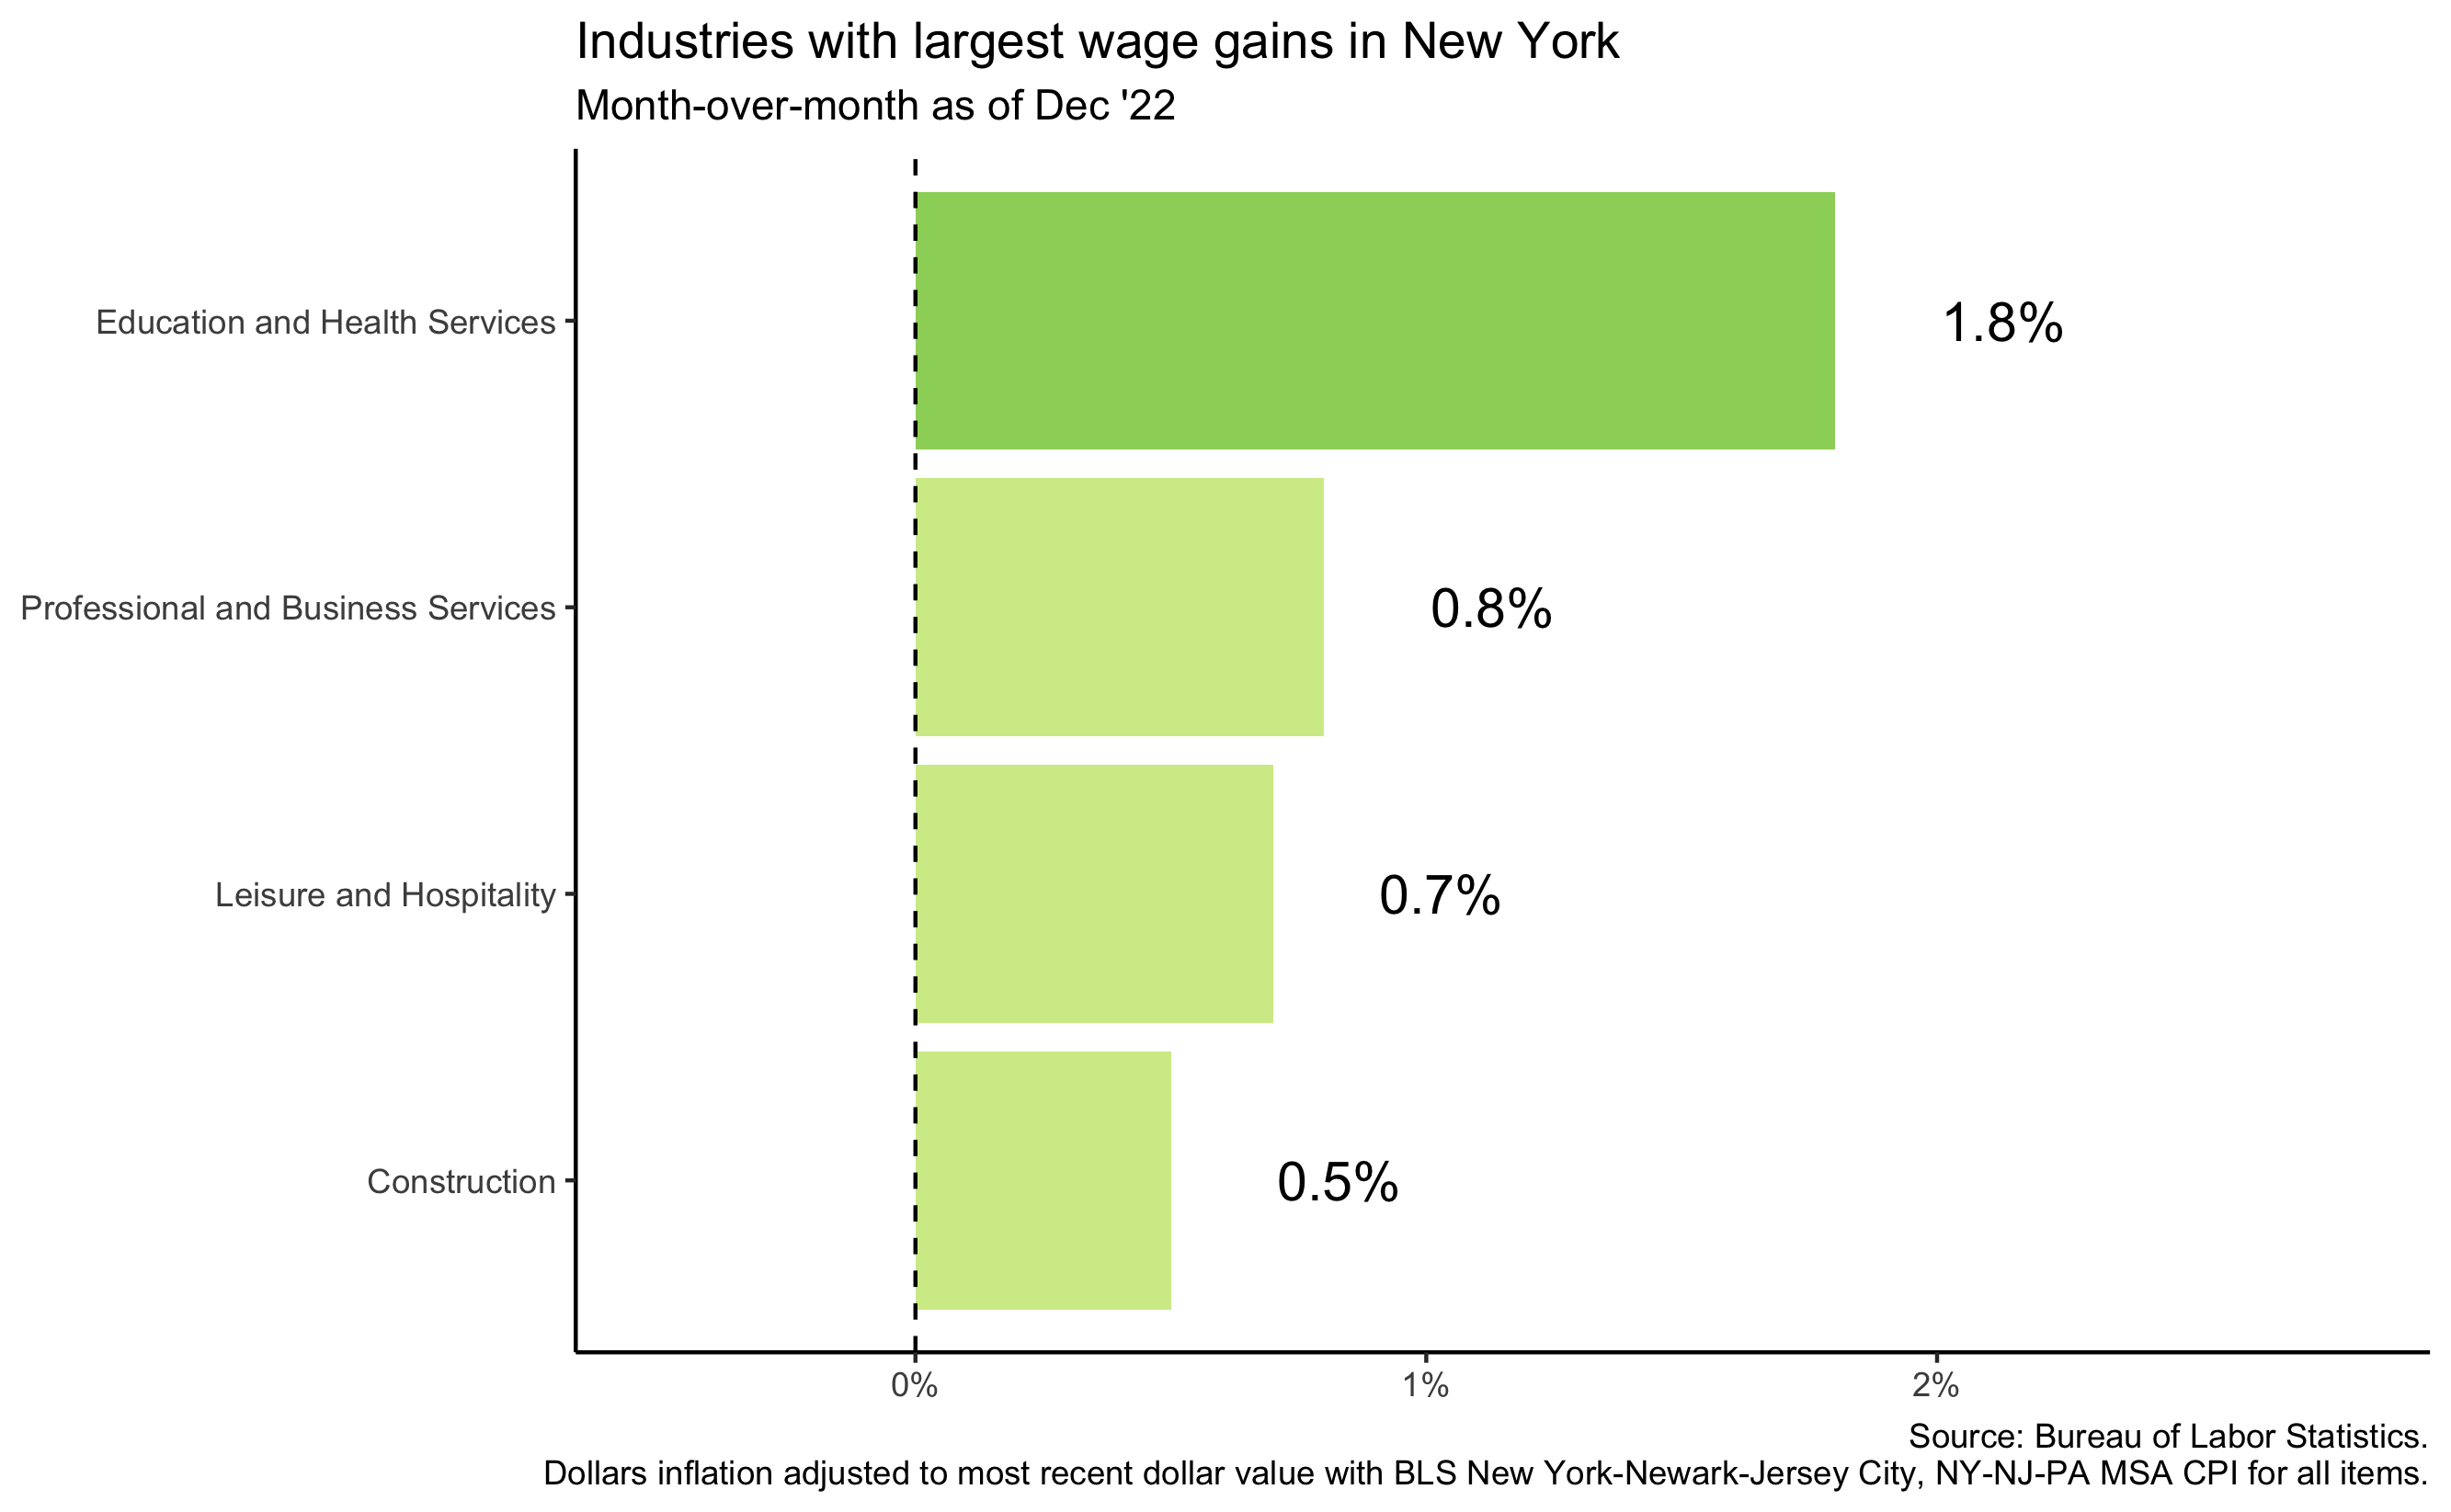 Industries with largest wage gains in New York
Month-over-month as of Dec '22
Education and Health Services
1.8%
Professional and Business Services
0.8%
Leisure and Hospitality
0.7%
Construction
0.5%
0%
1%
2%
Source: Bureau of Labor Statistics.
Dollars inflation adjusted to most recent dollar value with BLS New York-Newark-Jersey City, NY-NJ-PA MSA CPI for all items.